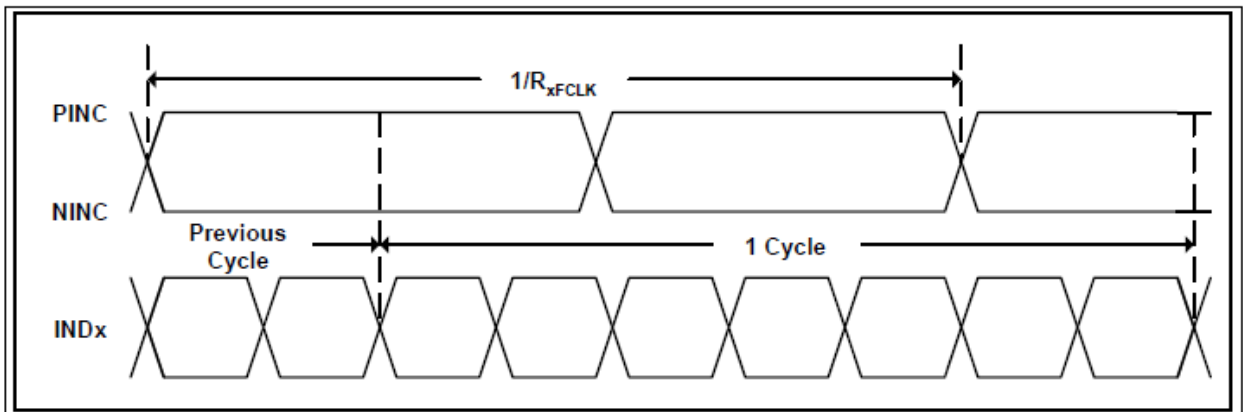 1/RxFCLK
PINC
NINC
Previous
Cycle
1 Cycle
INDx